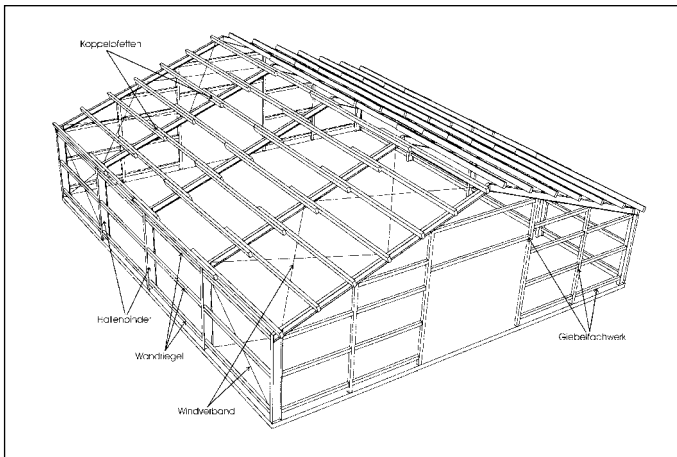 Koppelpfetten
Hallenbinder
Wandriegel
Windverband
Giebelfachwerk